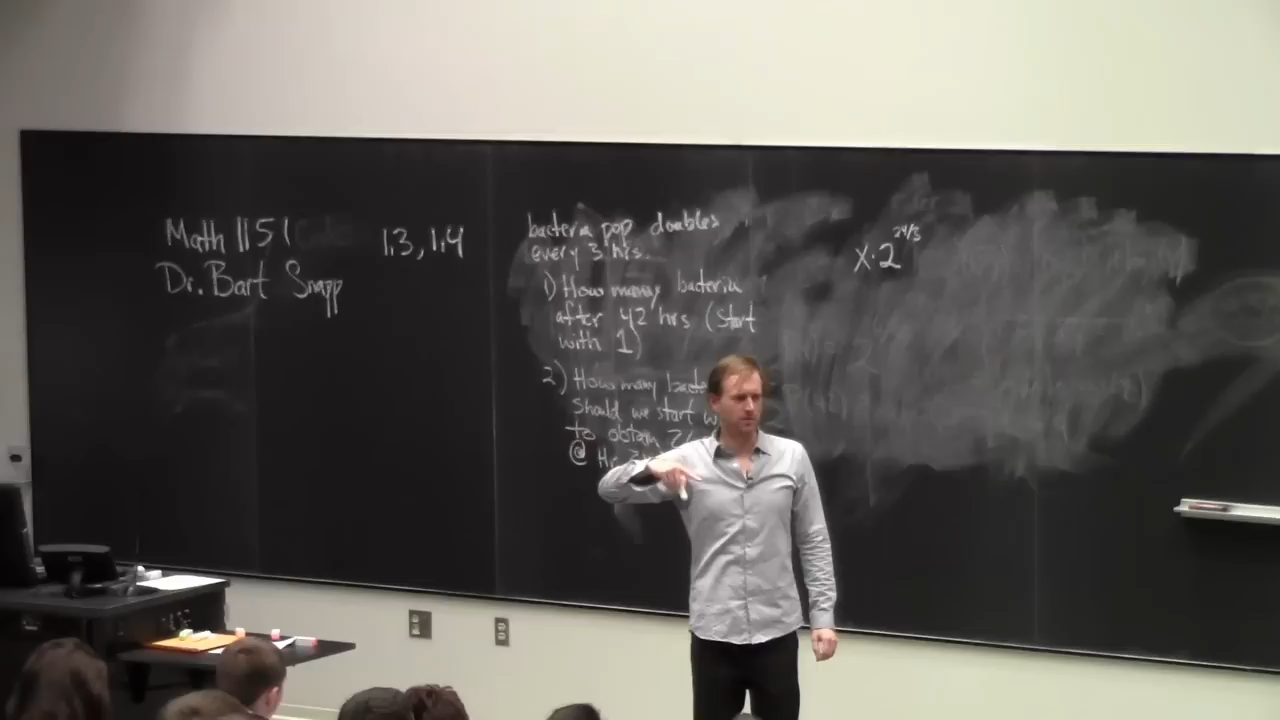 Math 1151
Dr. Bart Snapp
1.3, 1.4
bacteria pop doubles
every 3 hrs.
1) How many bacteria
after 42 hrs (start
with 1)
2) How many
Should we start
to obtain
@ Hr
x·2^24/3